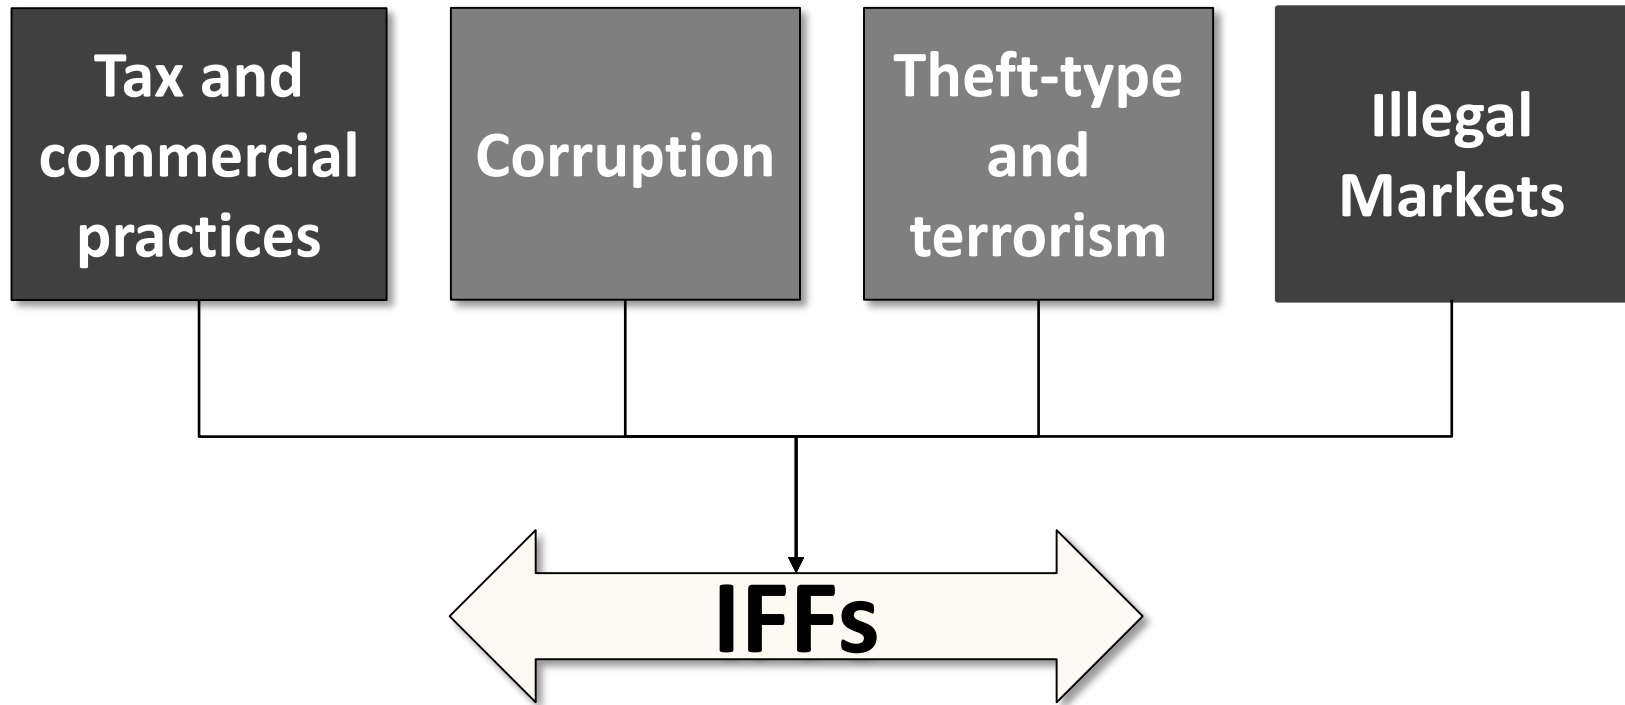 Tax and
commercial
practices
Corruption
Theft-type
and
terrorism
Illegal
Markets
IFFs